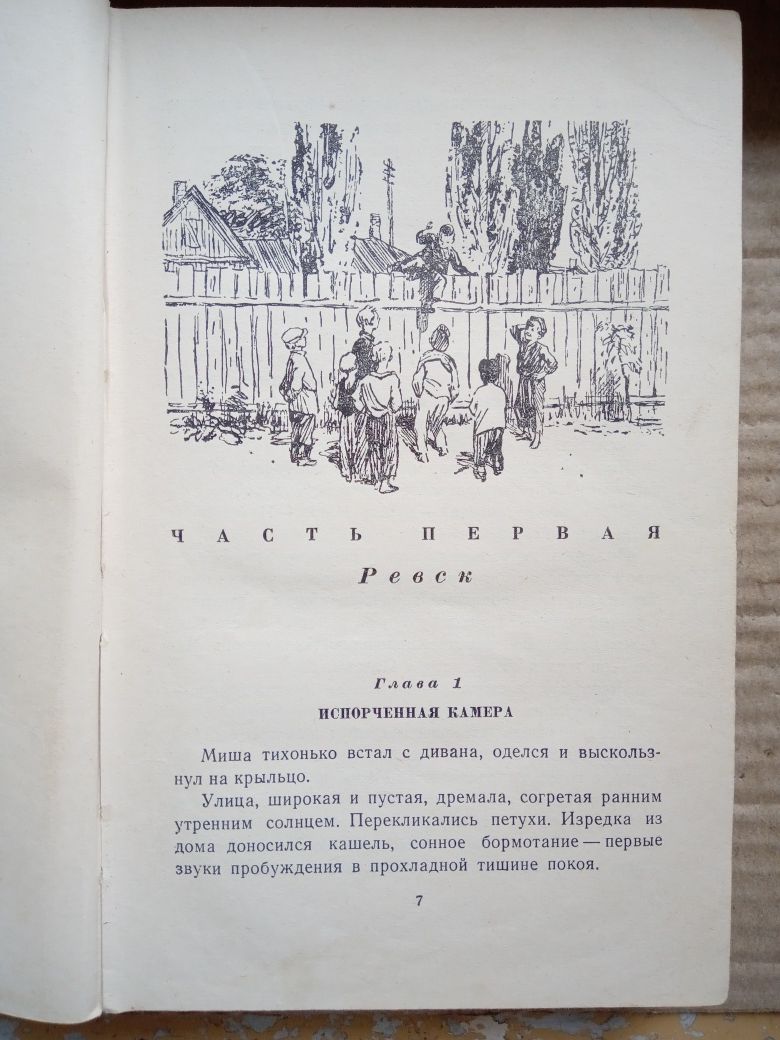 ЧАСТЬ ПЕРВАЯ
Ревск
Глава 1
ИСПОРЧЕННАЯ КАМЕРА
Миша тихонько встал с дивана, оделся и выскольз-
нул на крыльцо.
Улица, широкая и пустая, дремала, согретая ранним
утренним солнцем. Перекликались петухи. Изредка из
дома доносился кашель, сонное бормотание — первые
звуки пробуждения в прохладной тишине покоя.
7